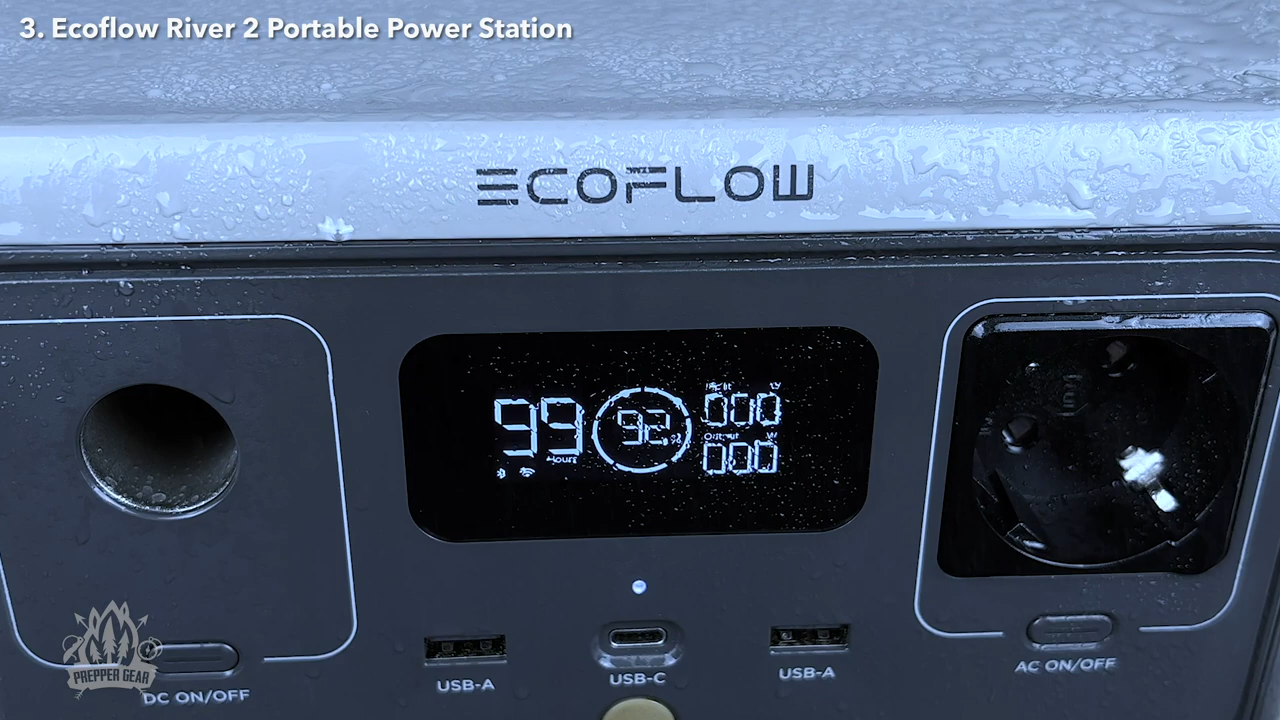 3. Ecoflow River 2 Portable Power Station
ECOFLOW
99
Hours
92%
000
Output W
000
USB-A
USB-C
USB-A
DC ON/OFF
AC ON/OFF
PREPPER GEAR